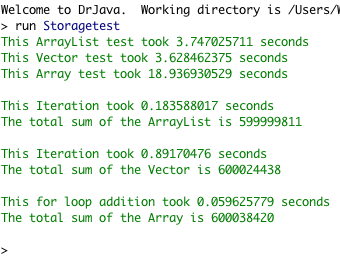 Welcome to DrJava.  Working directory is /Users/
> run Storagetest
This ArrayList test took 3.747025711 seconds
This Vector test took 3.628462375 seconds
This Array test took 18.936930529 seconds
This Iteration took 0.183588017 seconds
The total sum of the ArrayList is 599999811
This Iteration took 0.89170476 seconds
The total sum of the Vector is 600024438
This for loop addition took 0.059625779 seconds
The total sum of the Array is 600038420
>